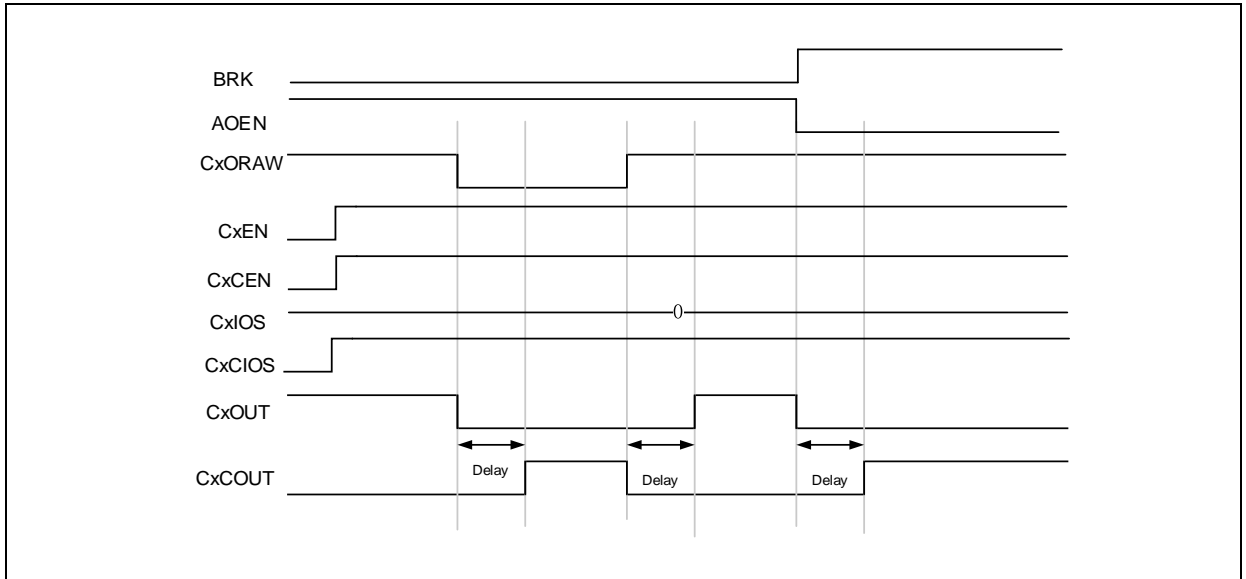 BRK
AOEN
CxORAW
CxEN
CxCEN
CxIOS
0
CxCIOS
CxOUT
Delay
Delay
Delay
CxCOUT